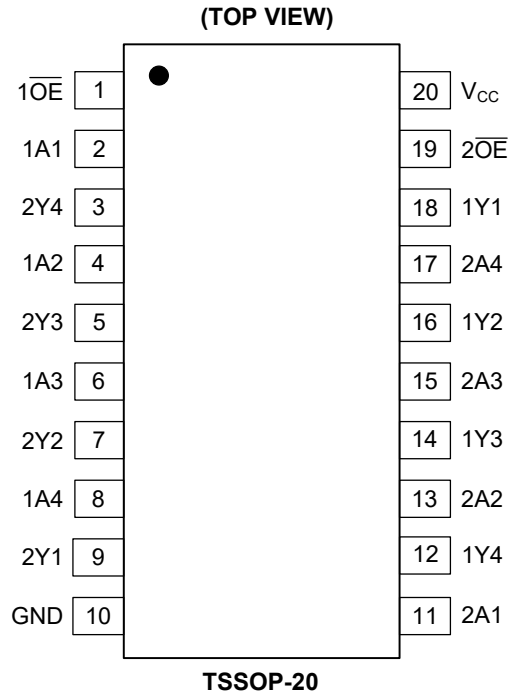 (TOP VIEW)
1O̅E̅ 1 20 VCC
1A1 2 19 2O̅E̅
2Y4 3 18 1Y1
1A2 4 17 2A4
2Y3 5 16 1Y2
1A3 6 15 2A3
2Y2 7 14 1Y3
1A4 8 13 2A2
2Y1 9 12 1Y4
GND 10 11 2A1
TSSOP-20